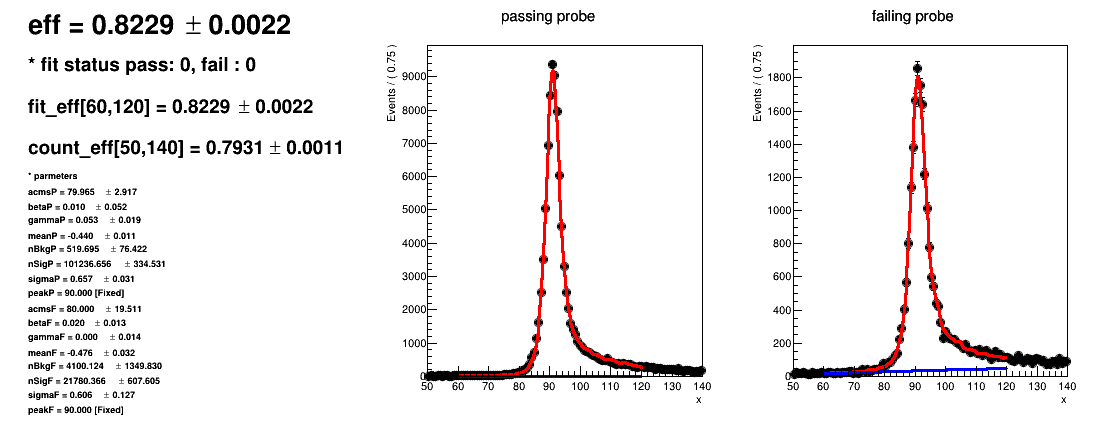 eff = 0.8229 ± 0.0022
* fit status pass: 0, fail : 0
fit_eff[60,120] = 0.8229 ± 0.0022
count_eff[50,140] = 0.7931 ± 0.0011
* parmeters
acmsP = 79.965 ± 2.917
betaP = 0.010 ± 0.052
gammaP = 0.053 ± 0.019
meanP = -0.440 ± 0.011
nBkgP = 519.695 ± 76.422
nSigP = 101236.656 ± 334.531
sigmaP = 0.657 ± 0.031
peakP = 90.000 [Fixed]
acmsF = 80.000 ± 19.511
betaF = 0.020 ± 0.013
gammaF = 0.000 ± 0.014
meanF = -0.476 ± 0.032
nBkgF = 4100.124 ± 1349.830
nSigF = 21780.366 ± 607.605
sigmaF = 0.606 ± 0.127
peakF = 90.000 [Fixed]
passing probe
Events / ( 0.75 )
9000
8000
7000
6000
5000
4000
3000
2000
1000
0
50 60 70 80 90 100 110 120 130 140
x
failing probe
Events / ( 0.75 )
1800
1600
1400
1200
1000
800
600
400
200
0
50 60 70 80 90 100 110 120 130 140
x